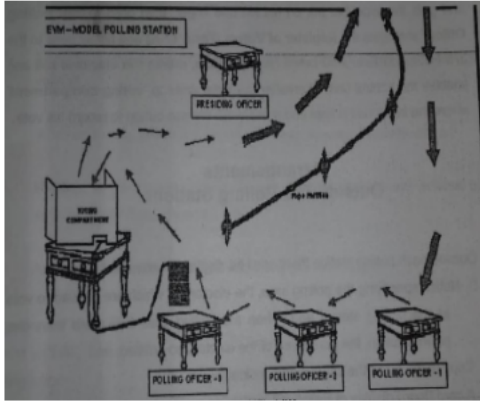 EVM – MODEL POLLING STATION
PRESIDING OFICER
VOTING
COMPARTMENT
POLLING OFICER - 3
POLLING OFICER - 2
POLLING OFICER - 1